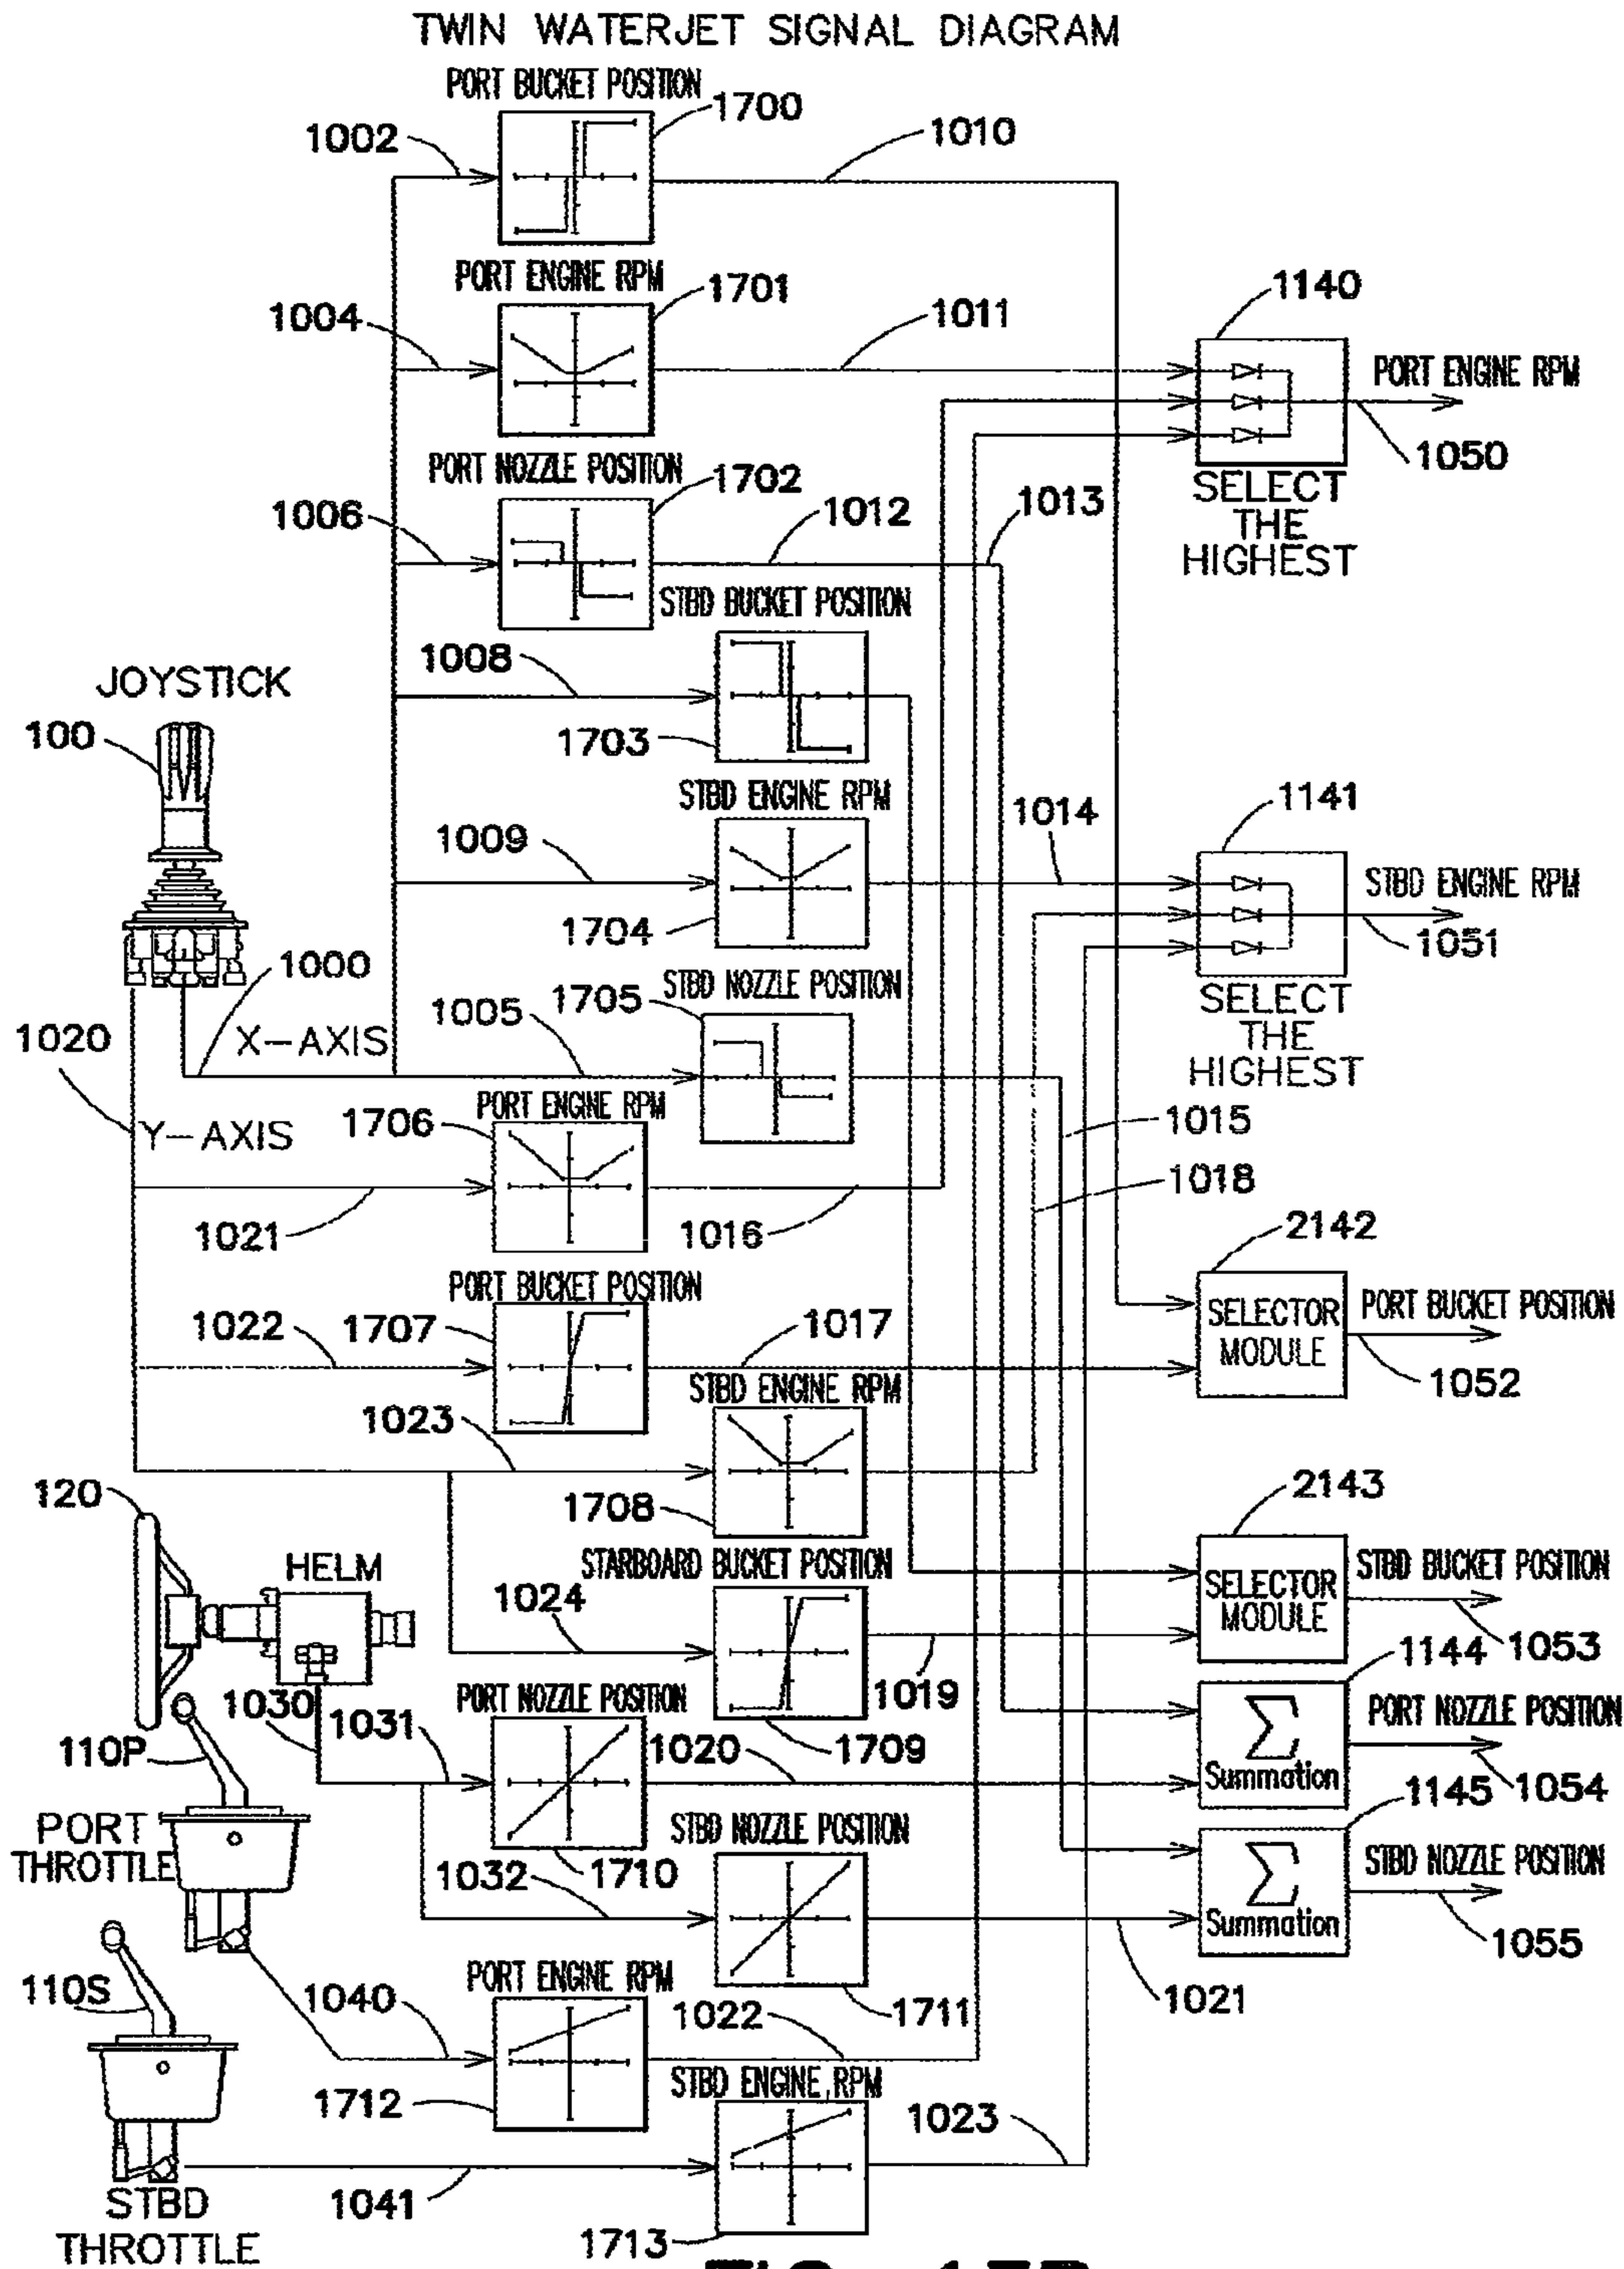 TWIN WATERJET SIGNAL DIAGRAM
PORT BUCKET POSITION
1700
1002
1010
PORT ENGINE RPM
1701
1140
1004
1011
PORT ENGINE RPM
1050
SELECT
THE
HIGHEST
PORT NOZZLE POSITION
1702
1012
1013
1006
STBD BUCKET POSITION
1008
1703
JOYSTICK
100
STBD ENGINE RPM
1009
1014
1141
1704
STBD ENGINE RPM
1051
SELECT
THE
HIGHEST
1000
STBD NOZZLE POSITION
1705
1005
1020
X-AXIS
Y-AXIS
PORT ENGINE RPM
1706
1015
1018
1021
1016
2142
PORT BUCKET POSITION
1022
1707
1017
SELECTOR
MODULE
PORT BUCKET POSITION
1052
STBD ENGINE RPM
1023
1708
120
HELM
2143
STARBOARD BUCKET POSITION
SELECTOR
MODULE
STBD BUCKET POSITION
1053
1024
1019
1709
1144
1030
1031
PORT NOZZLE POSITION
1020
Σ
Summation
PORT NOZZLE POSITION
1054
110P
PORT
THROTTLE
1710
1145
STBD NOZZLE POSITION
1032
Σ
Summation
STBD NOZZLE POSITION
1055
1711
1021
110S
PORT ENGINE RPM
1040
1022
1712
STBD ENGINE RPM
1023
1041
1713
STBD
THROTTLE